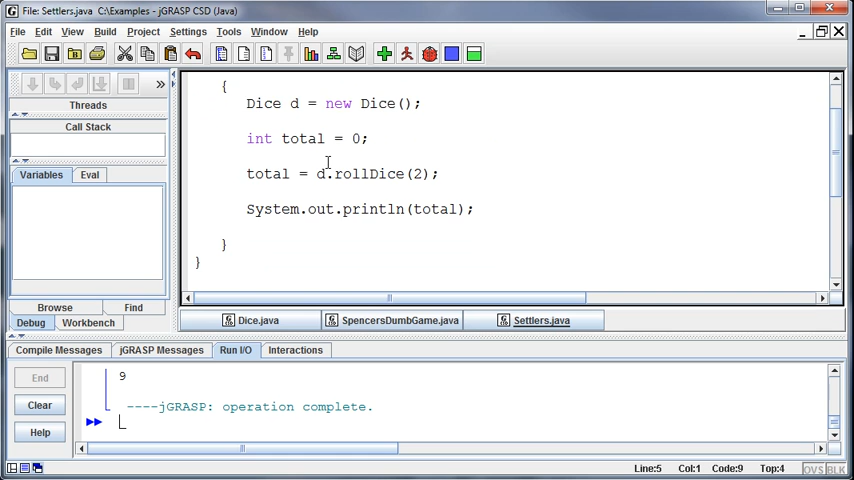 File: Settlers.java C:\Examples - jGRASP CSD (Java)
File Edit View Build Project Settings Tools Window Help
Threads
Call Stack
Variables Eval
Browse Find
Debug Workbench
{
Dice d = new Dice();
int total = 0;
total = d.rollDice(2);
System.out.println(total);
}
}
Dice.java SpencersDumbGame.java Settlers.java
Compile Messages jGRASP Messages Run I/O Interactions
End
Clear
Help
9
----jGRASP: operation complete.
Line:5 Col:1 Code:9 Top:4 OVS BLK